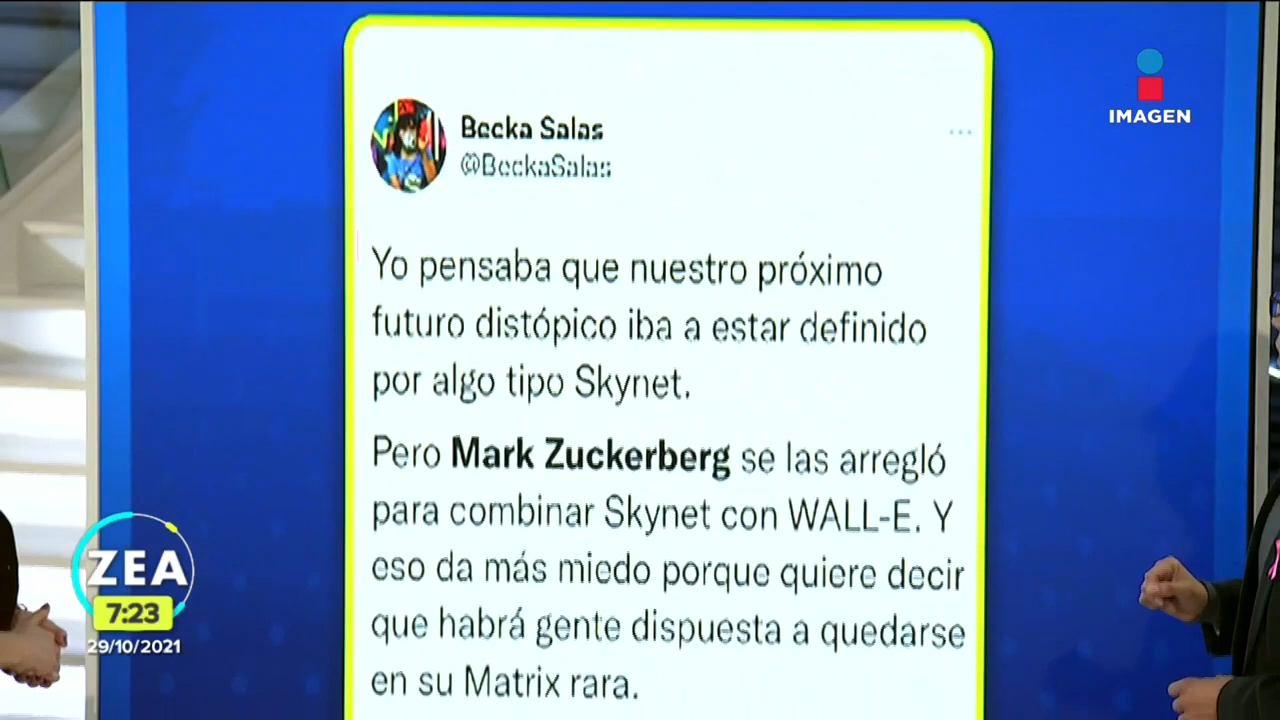 IMAGEN
Becka Salas
@BeckaSalas
Yo pensaba que nuestro próximo
futuro distópico iba a estar definido
por algo tipo Skynet.
Pero Mark Zuckerberg se las arregló
para combinar Skynet con WALL-E. Y
eso da más miedo porque quiere decir
que habrá gente dispuesta a quedarse
en su Matrix rara.
ZEA
7:23
29/10/2021